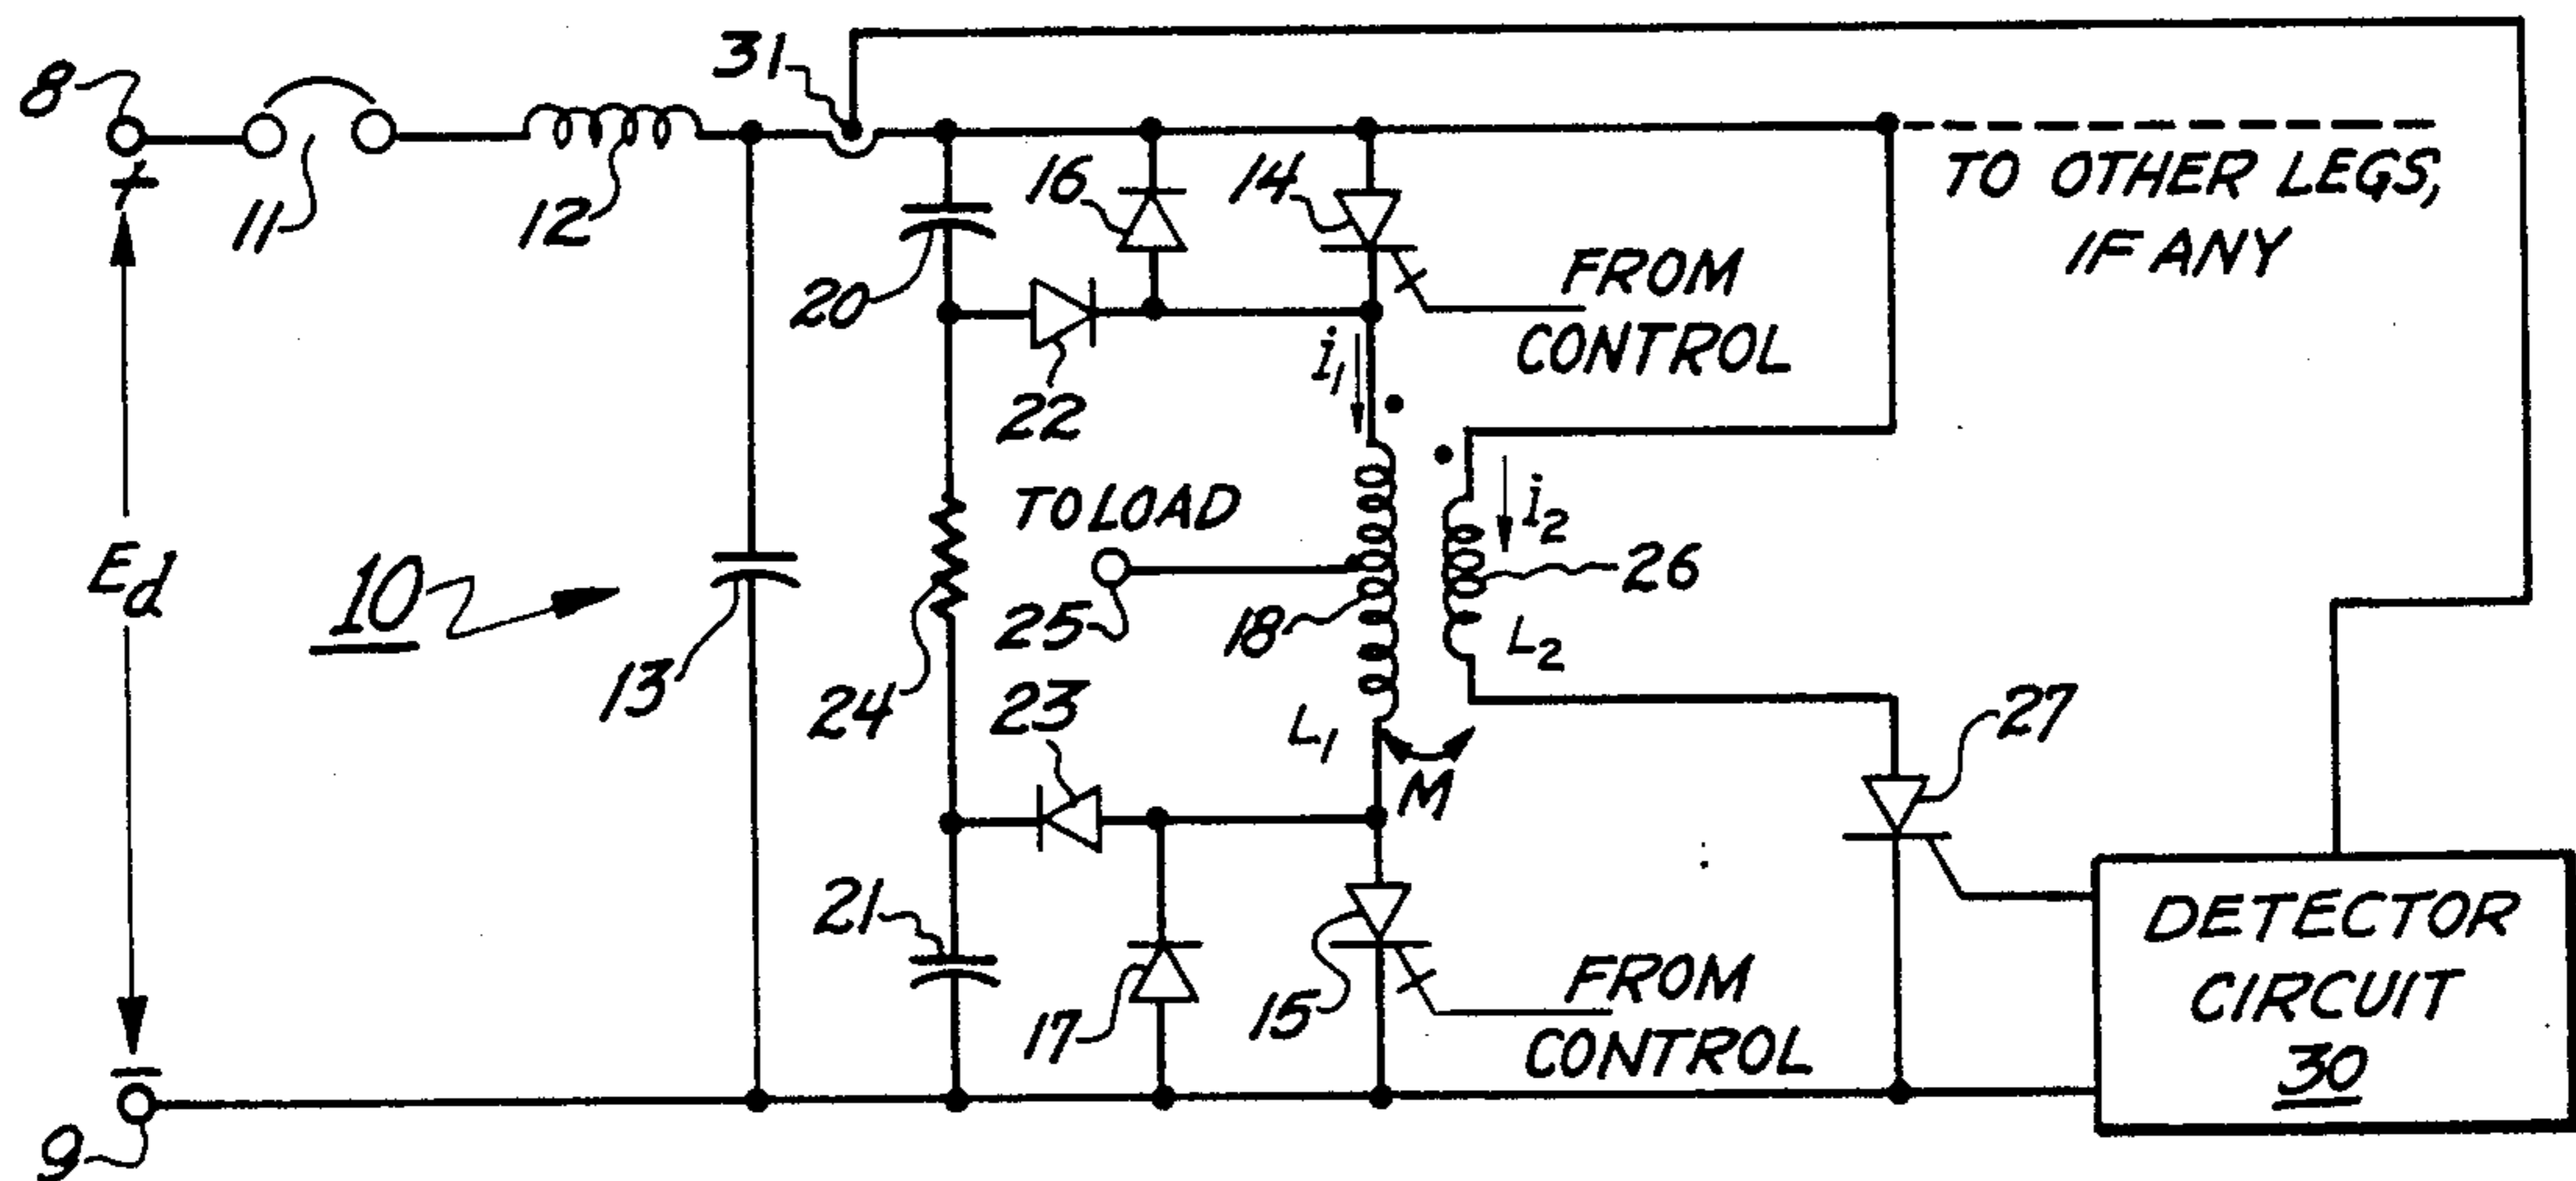 31
8
+
11
12
16
14
TO OTHER LEGS,
IF ANY
20
FROM
CONTROL
22
i1
TO LOAD
i2
26
Ed
10
25
18
L2
13
24
23
L1
M
27
21
17
15
FROM
CONTROL
DETECTOR
CIRCUIT
30
−
9